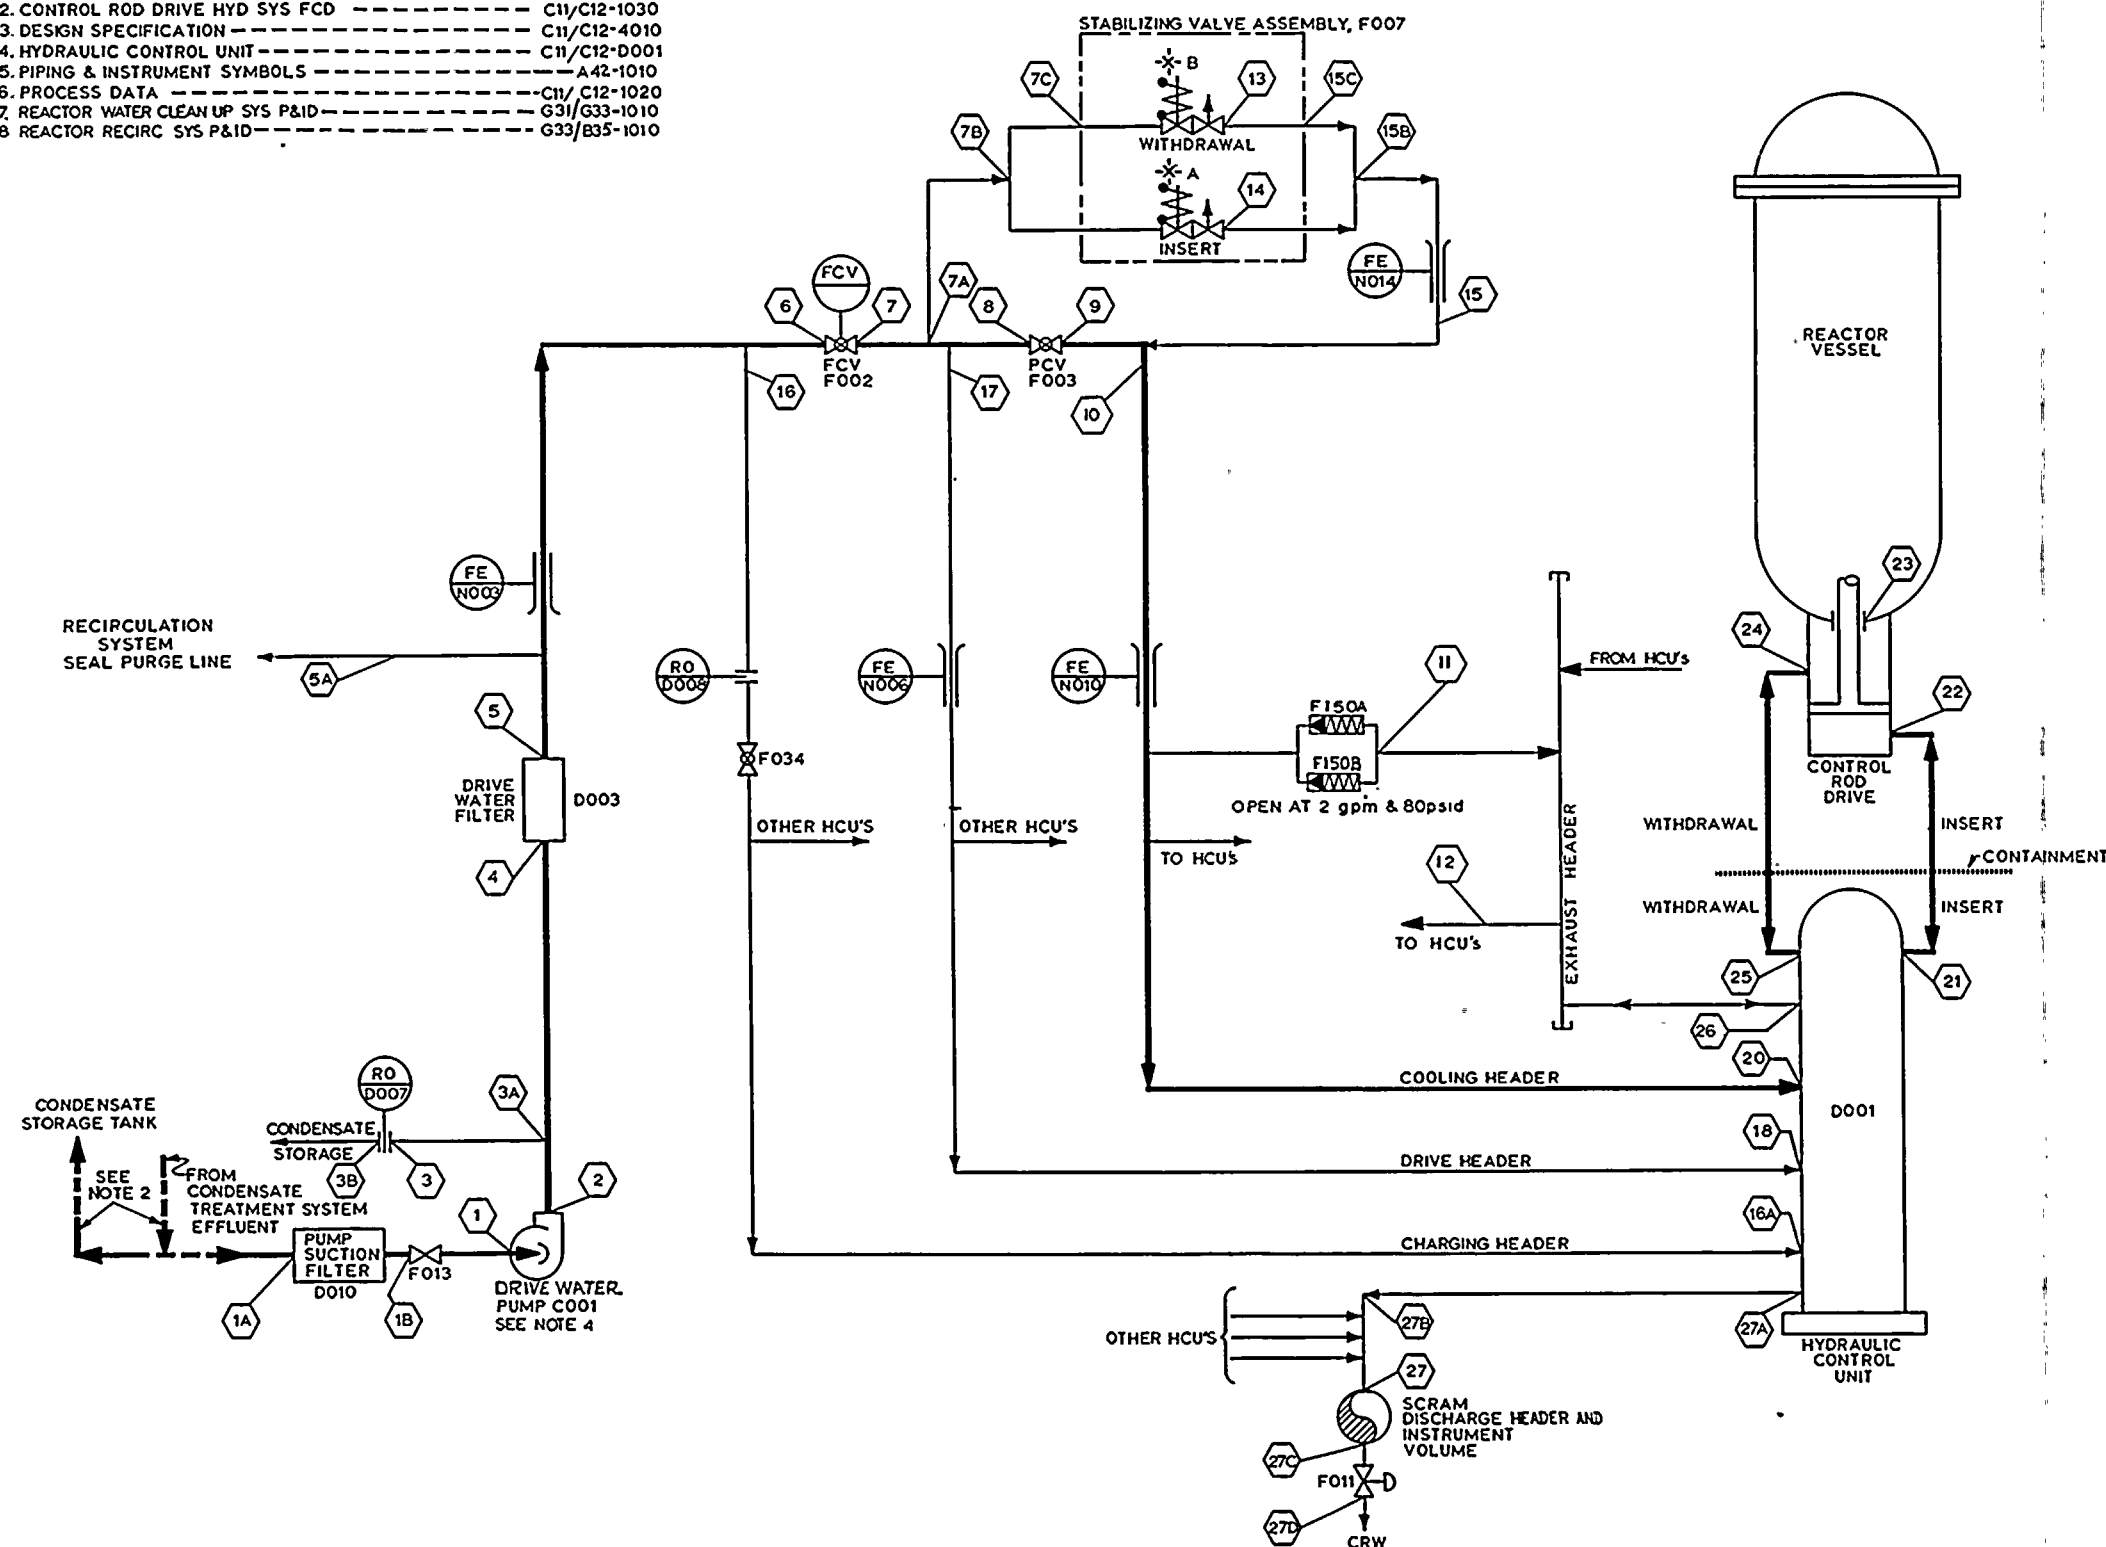 2. CONTROL ROD DRIVE HYD SYS FCD C11/C12-1030
3. DESIGN SPECIFICATION C11/C12-4010
4. HYDRAULIC CONTROL UNIT C11/C12-D001
5. PIPING & INSTRUMENT SYMBOLS A42-1010
6. PROCESS DATA C11/C12-1020
7. REACTOR WATER CLEAN UP SYS P&ID G31/G33-1010
8 REACTOR RECIRC SYS P&ID G33/B35-1010
STABILIZING VALVE ASSEMBLY, F007
7C
B
13
15C
7B
WITHDRAWAL
15B
A
14
INSERT
FE
N014
15
6
FCV
7
7A
8
9
FCV
F002
PCV
F003
16
17
10
REACTOR
VESSEL
23
24
22
FE
N003
RECIRCULATION
SYSTEM
SEAL PURGE LINE
5A
RO
D008
FE
N006
FE
N010
11
FROM HCU's
5
F150A
F150B
OPEN AT 2 gpm & 80psid
F034
DRIVE
WATER
FILTER
D003
4
OTHER HCU'S
OTHER HCU'S
TO HCU's
12
TO HCU's
EXHAUST HEADER
CONTROL
ROD
DRIVE
WITHDRAWAL
INSERT
CONTAINMENT
WITHDRAWAL
INSERT
25
21
26
20
COOLING HEADER
D001
18
DRIVE HEADER
16A
CHARGING HEADER
RO
D007
3A
CONDENSATE
STORAGE TANK
CONDENSATE
STORAGE
3B
3
2
SEE
NOTE 2
FROM
CONDENSATE
TREATMENT SYSTEM
EFFLUENT
1
PUMP
SUCTION
FILTER
D010
F013
1A
1B
DRIVE WATER
PUMP C001
SEE NOTE 4
OTHER HCU'S
27B
27A
HYDRAULIC
CONTROL
UNIT
27
SCRAM
DISCHARGE HEADER AND
INSTRUMENT
VOLUME
27C
F011
27D
CRW